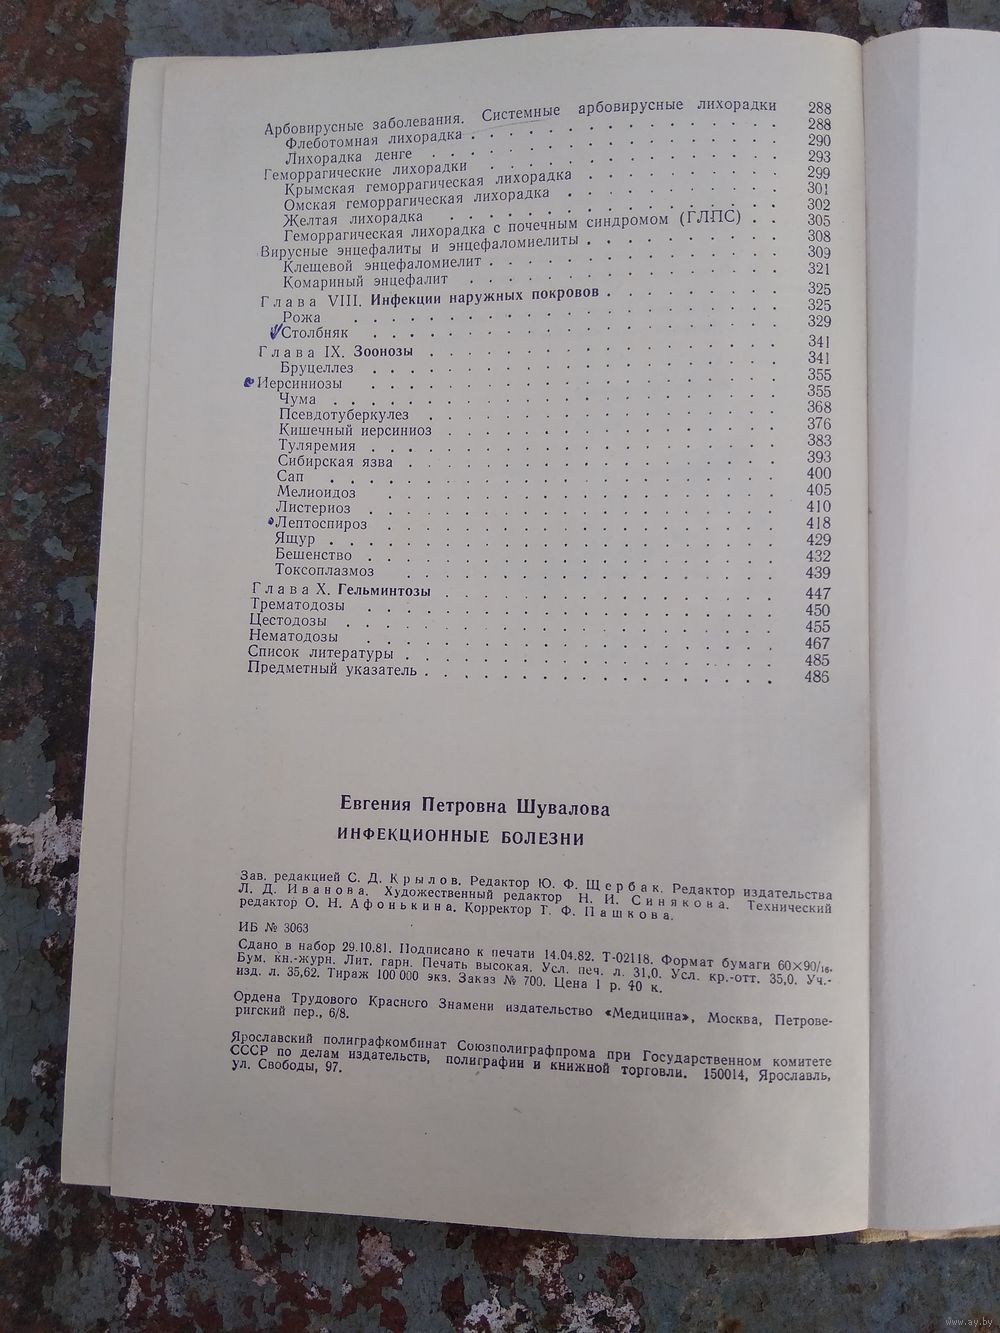 Арбовирусные заболевания. Системные арбовирусные лихорадки 288
Флеботомная лихорадка . . . . . . . . . . . . . . 288
Лихорадка денге . . . . . . . . . . . . . . 290
Геморрагические лихорадки . . . . . . . . . . . . 293
Крымская геморрагическая лихорадка . . . . . . . . 299
Омская геморрагическая лихорадка . . . . . . . . . 301
Желтая лихорадка . . . . . . . . . . . . . 302
Геморрагическая лихорадка с почечным синдромом (ГЛПС) . . 305
Вирусные энцефалиты и энцефаломиелиты . . . . . . . . 308
Клещевой энцефаломиелит . . . . . . . . . . . . 309
Комариный энцефалит . . . . . . . . . . . . . 321
Глава VIII. Инфекции наружных покровов . . . . . . . . 325
Рожа . . . . . . . . . . . . . . . . . 325
Столбняк . . . . . . . . . . . . . . . . 329
Глава IX. Зоонозы . . . . . . . . . . . . . . 341
Бруцеллез . . . . . . . . . . . . . . . . 341
Иерсиниозы . . . . . . . . . . . . . . . . 355
Чума . . . . . . . . . . . . . . . . . 355
Псевдотуберкулез . . . . . . . . . . . . . . 368
Кишечный иерсиниоз . . . . . . . . . . . . . 376
Туляремия . . . . . . . . . . . . . . . . 383
Сибирская язва . . . . . . . . . . . . . . . 393
Сап . . . . . . . . . . . . . . . . . 400
Мелиоидоз . . . . . . . . . . . . . . . 405
Листериоз . . . . . . . . . . . . . . . . 410
Лептоспироз . . . . . . . . . . . . . . . . 418
Ящур . . . . . . . . . . . . . . . . . 429
Бешенство . . . . . . . . . . . . . . . . 432
Токсоплазмоз . . . . . . . . . . . . . . 439
Глава X. Гельминтозы . . . . . . . . . . . . . 447
Трематодозы . . . . . . . . . . . . . . . . 450
Цестодозы . . . . . . . . . . . . . . . . . 455
Нематодозы . . . . . . . . . . . . . . . . 467
Список литературы . . . . . . . . . . . . . . . 485
Предметный указатель . . . . . . . . . . . . . . 486
Евгения Петровна Шувалова
ИНФЕКЦИОННЫЕ БОЛЕЗНИ
Зав. редакцией С. Д. Крылов. Редактор Ю. Ф. Щербак. Редактор издательства
Л. Д. Иванова. Художественный редактор Н. И. Синякова. Технический
редактор О. Н. Афонькина. Корректор Т. Ф. Пашкова.
ИБ № 3063
Сдано в набор 29.10.81. Подписано к печати 14.04.82. Т-02118. Формат бумаги 60×90/16.
Бум. кн.-журн. Лит. гарн. Печать высокая. Усл. печ. л. 31,0. Усл. кр.-отт. 35,0. Уч.-
изд. л. 35,62. Тираж 100 000 экз. Заказ № 700. Цена 1 р. 40 к.
Ордена Трудового Красного Знамени издательство «Медицина», Москва, Петрове-
ригский пер., 6/8.
Ярославский полиграфкомбинат Союзполиграфпрома при Государственном комитете
СССР по делам издательств, полиграфии и книжной торговли. 150014, Ярославль,
ул. Свободы, 97.
www.ay.by